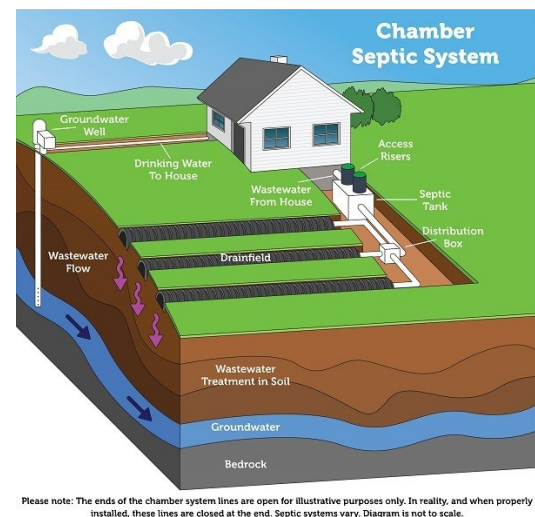 Chamber
Septic System
Groundwater
Well
Drinking Water
To House
Access
Risers
Wastewater
From House
Septic
Tank
Distribution
Box
Wastewater
Flow
Drainfield
Wastewater
Treatment in Soil
Groundwater
Bedrock
Please note: The ends of the chamber system lines are open for illustrative purposes only. In reality, and when properly
installed, these lines are closed at the end. Septic systems vary. Diagram is not to scale.